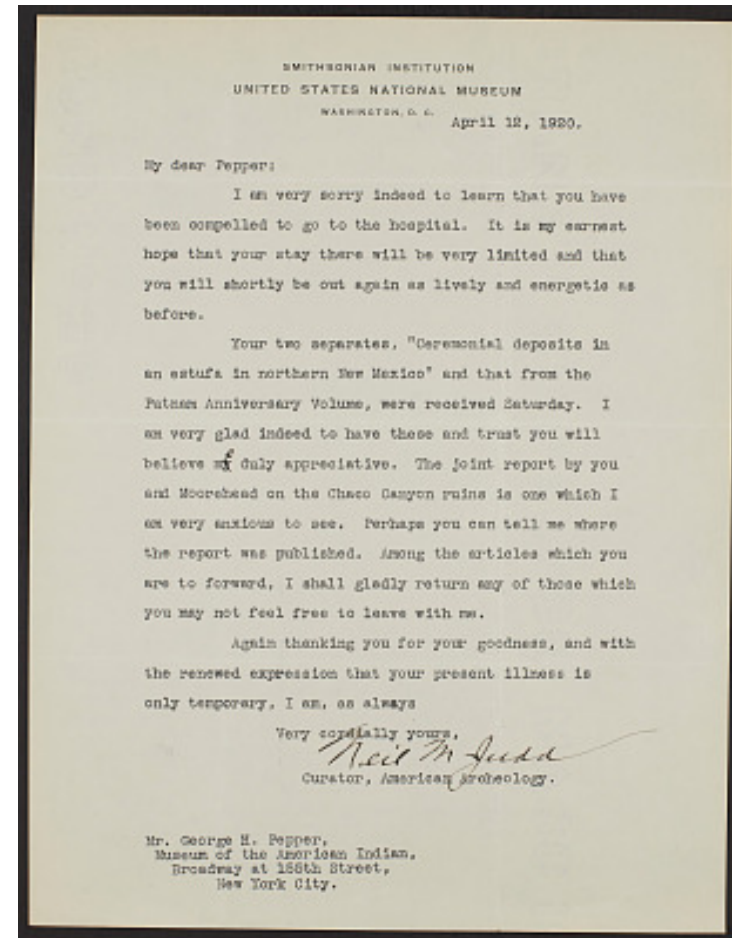 SMITHSONIAN INSTITUTION
UNITED STATES NATIONAL MUSEUM
WASHINGTON, D. C.
April 12, 1920.
My dear Pepper:
I am very sorry indeed to learn that you have
been compelled to go to the hospital. It is my earnest
hope that your stay there will be very limited and that
you will shortly be out again as lively and energetic as
before.
Your two separates, "Ceremonial deposits in
an estufa in northern New Mexico" and that from the
Putnam Anniversary Volume, were received Saturday. I
am very glad indeed to have these and trust you will
believe me duly appreciative. The joint report by you
and Moorehead on the Chaco Canyon ruins is one which I
am very anxious to see. Perhaps you can tell me where
the report was published. Among the articles which you
are to forward, I shall gladly return any of those which
you may not feel free to leave with me.
Again thanking you for your goodness, and with
the renewed expression that your present illness is
only temporary, I am, as always
Very cordially yours,
Neil M Judd
Curator, American Archeology.
Mr. George H. Pepper,
Museum of the American Indian,
Broadway at 155th Street,
New York City.